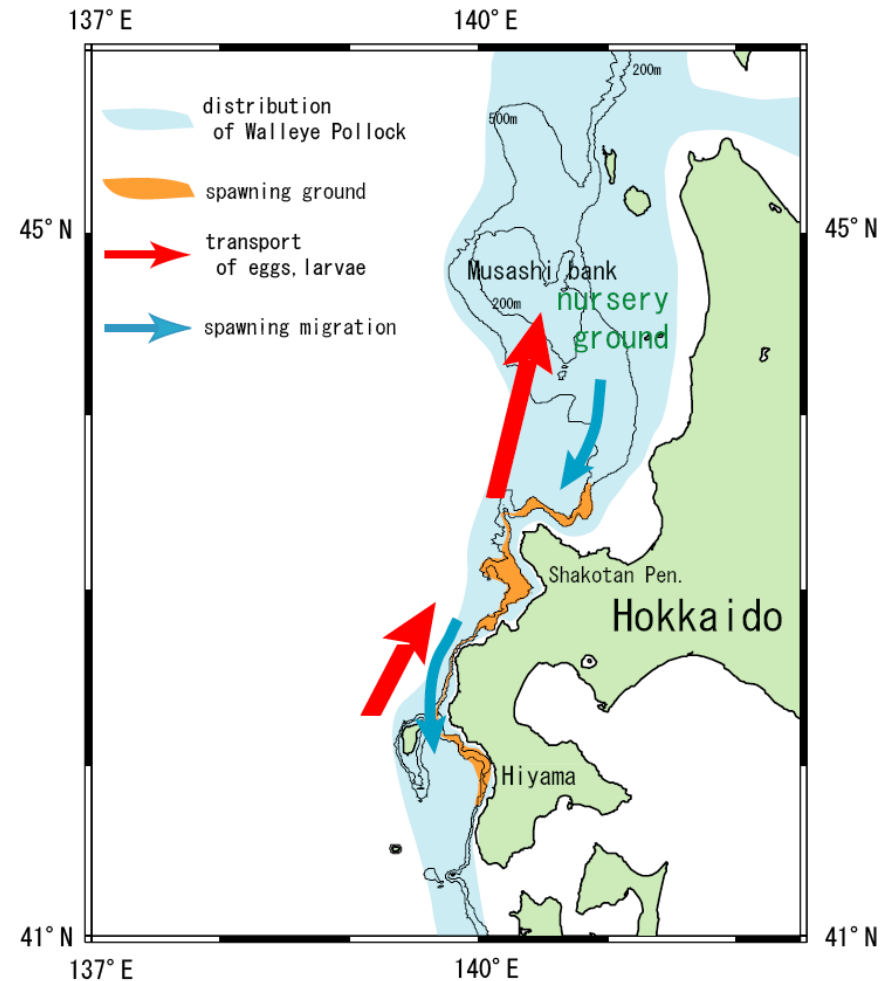 137°E
140°E
distribution
of Walleye Pollock
spawning ground
transport
of eggs, larvae
spawning migration
200m
500m
45°N
45°N
Musashi bank
200m
nursery
ground
Shakotan Pen.
Hokkaido
Hiyama
41°N
41°N
137°E
140°E